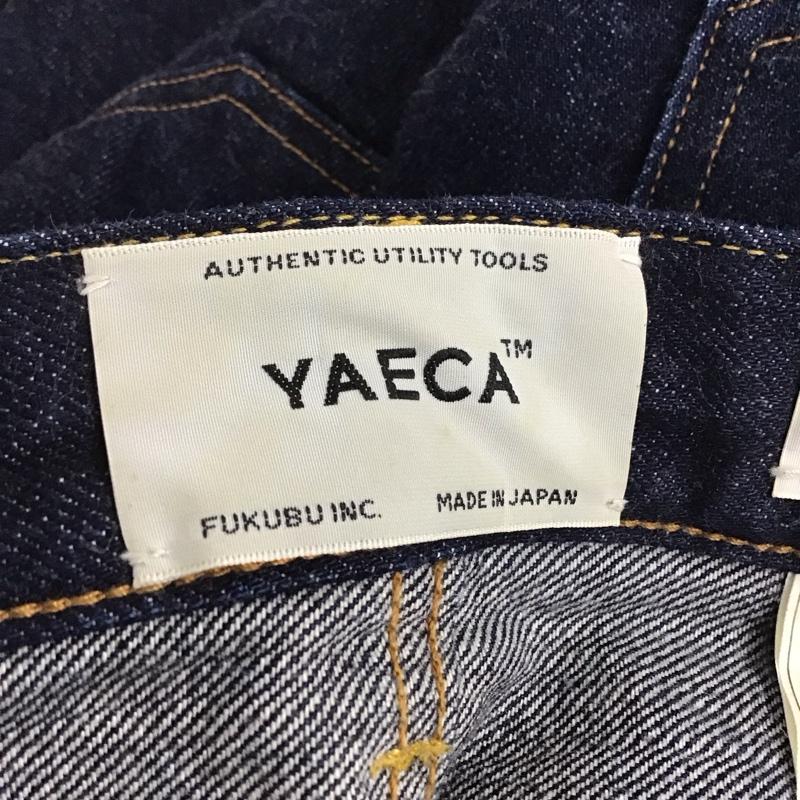 AUTHENTIC UTILITY TOOLS
YAECA™
FUKUBU INC. MADE IN JAPAN